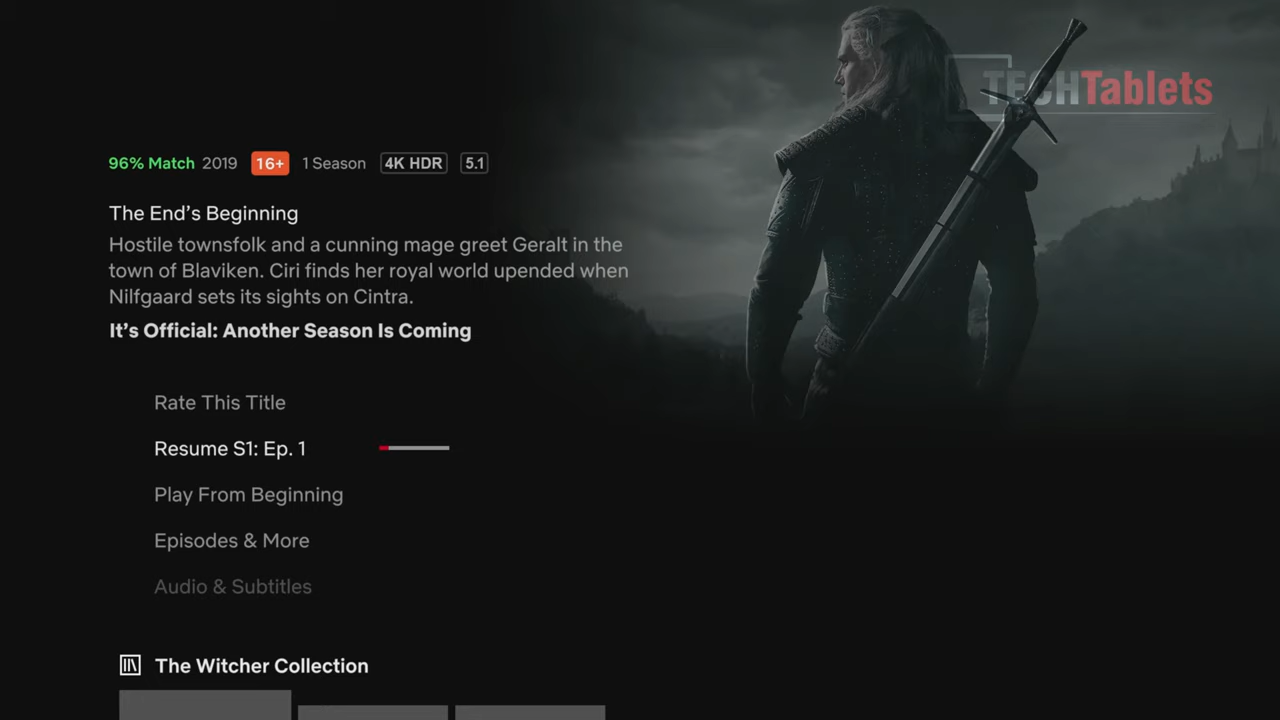 TECHTablets
96% Match 2019 16+ 1 Season 4K HDR 5.1
The End's Beginning
Hostile townsfolk and a cunning mage greet Geralt in the
town of Blaviken. Ciri finds her royal world upended when
Nilfgaard sets its sights on Cintra.
It's Official: Another Season Is Coming
Rate This Title
Resume S1: Ep. 1
Play From Beginning
Episodes & More
Audio & Subtitles
The Witcher Collection